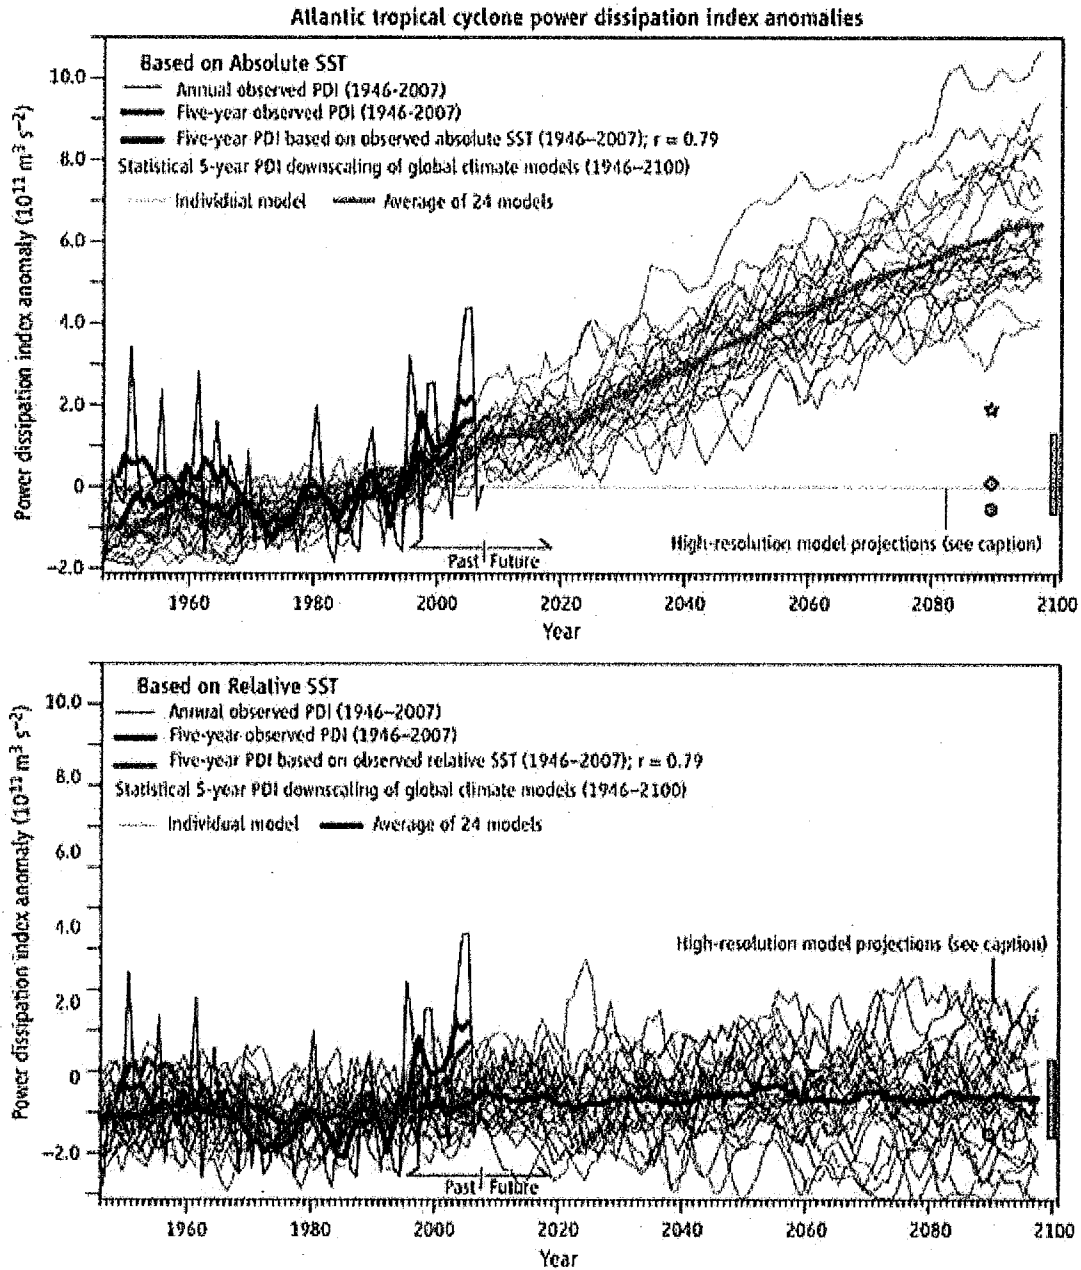 Atlantic tropical cyclone power dissipation index anomalies
Based on Absolute SST
Annual observed PDI (1946-2007)
Five-year observed PDI (1946-2007)
Five-year PDI based on observed absolute SST (1946–2007); r = 0.79
Statistical 5-year PDI downscaling of global climate models (1946–2100)
Individual model
Average of 24 models
Power dissipation index anomaly (10¹¹ m³ s⁻²)
10.0
8.0
6.0
4.0
2.0
0
−2.0
High-resolution model projections (see caption)
Past Future
1960 1980 2000 2020 2040 2060 2080 2100
Year
Based on Relative SST
Annual observed PDI (1946–2007)
Five-year observed PDI (1946–2007)
Five-year PDI based on observed relative SST (1946–2007); r = 0.79
Statistical 5-year PDI downscaling of global climate models (1946–2100)
Individual model
Average of 24 models
Power dissipation index anomaly (10¹¹ m³ s⁻²)
10.0
8.0
6.0
4.0
2.0
0
−2.0
High-resolution model projections (see caption)
Past Future
1960 1980 2000 2020 2040 2060 2080 2100
Year